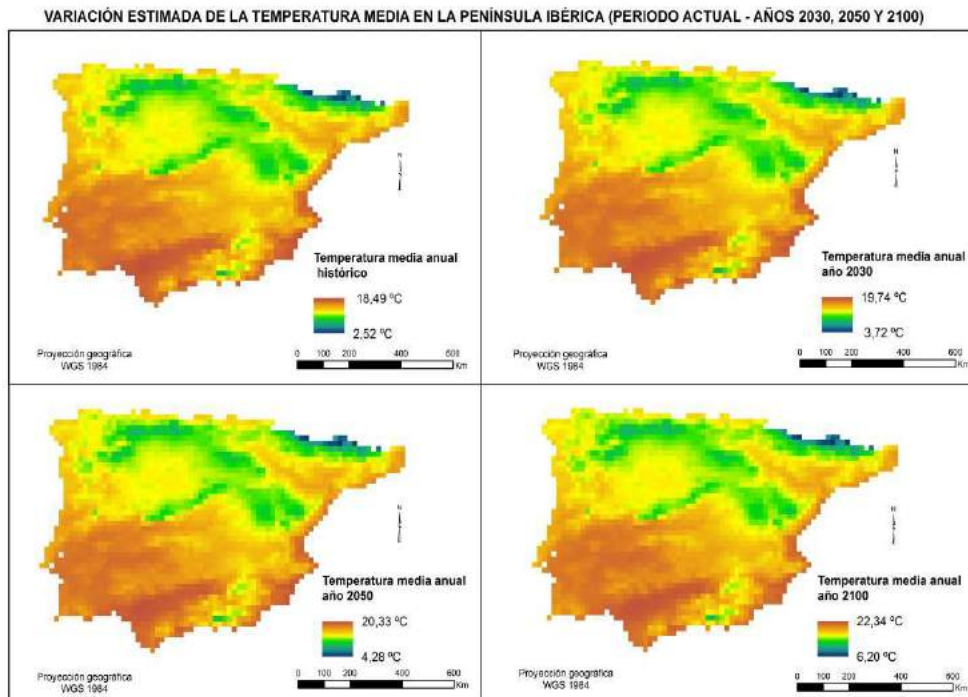 VARIACIÓN ESTIMADA DE LA TEMPERATURA MEDIA EN LA PENÍNSULA IBÉRICA (PERIODO ACTUAL - AÑOS 2030, 2050 Y 2100)
N
Temperatura media anual
histórico
18,49 ºC
2,52 ºC
Proyección geográfica
WGS 1984
0 100 200 400 600
Km
N
Temperatura media anual
año 2030
19,74 ºC
3,72 ºC
Proyección geográfica
WGS 1984
0 100 200 400 600
Km
N
Temperatura media anual
año 2050
20,33 ºC
4,28 ºC
Proyección geográfica
WGS 1984
0 100 200 400 600
Km
N
Temperatura media anual
año 2100
22,34 ºC
6,20 ºC
Proyección geográfica
WGS 1984
0 100 200 400 600
Km